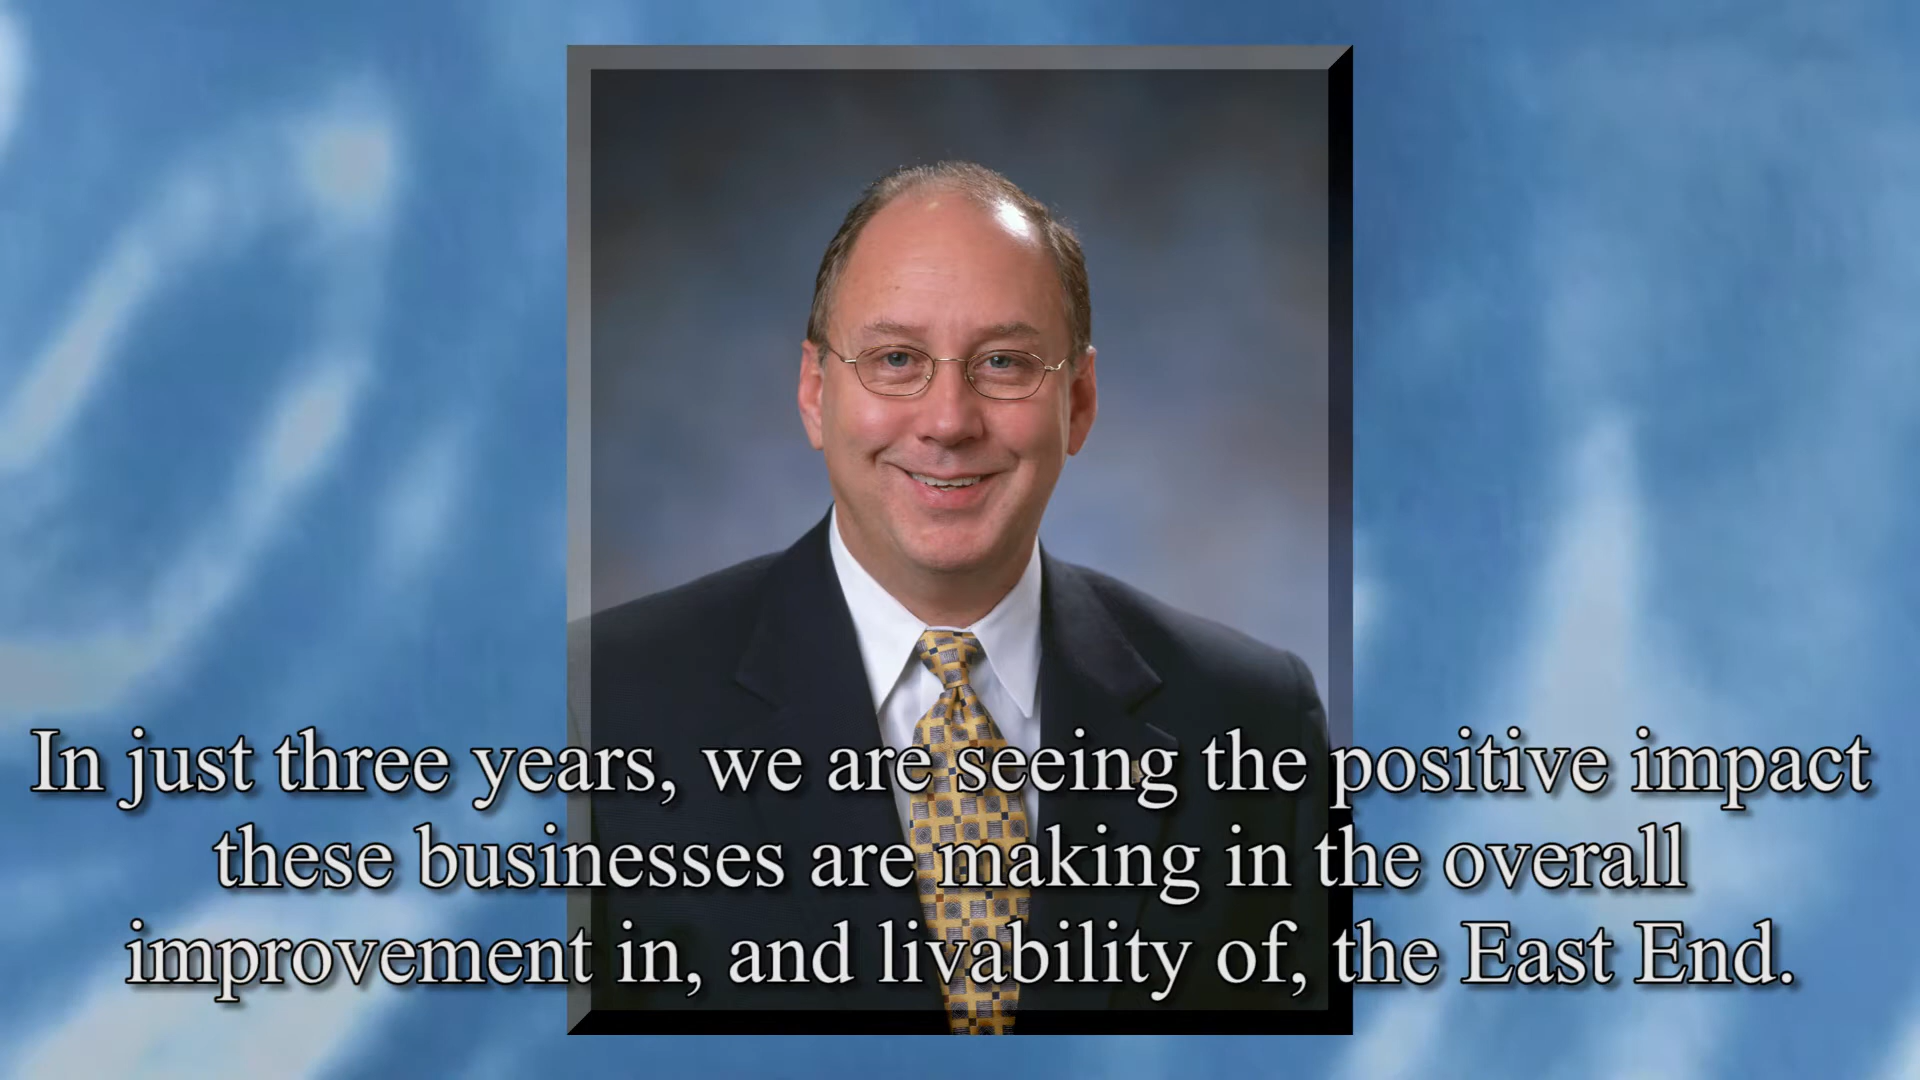 In just three years, we are seeing the positive impact
these businesses are making in the overall
improvement in, and livability of, the East End.